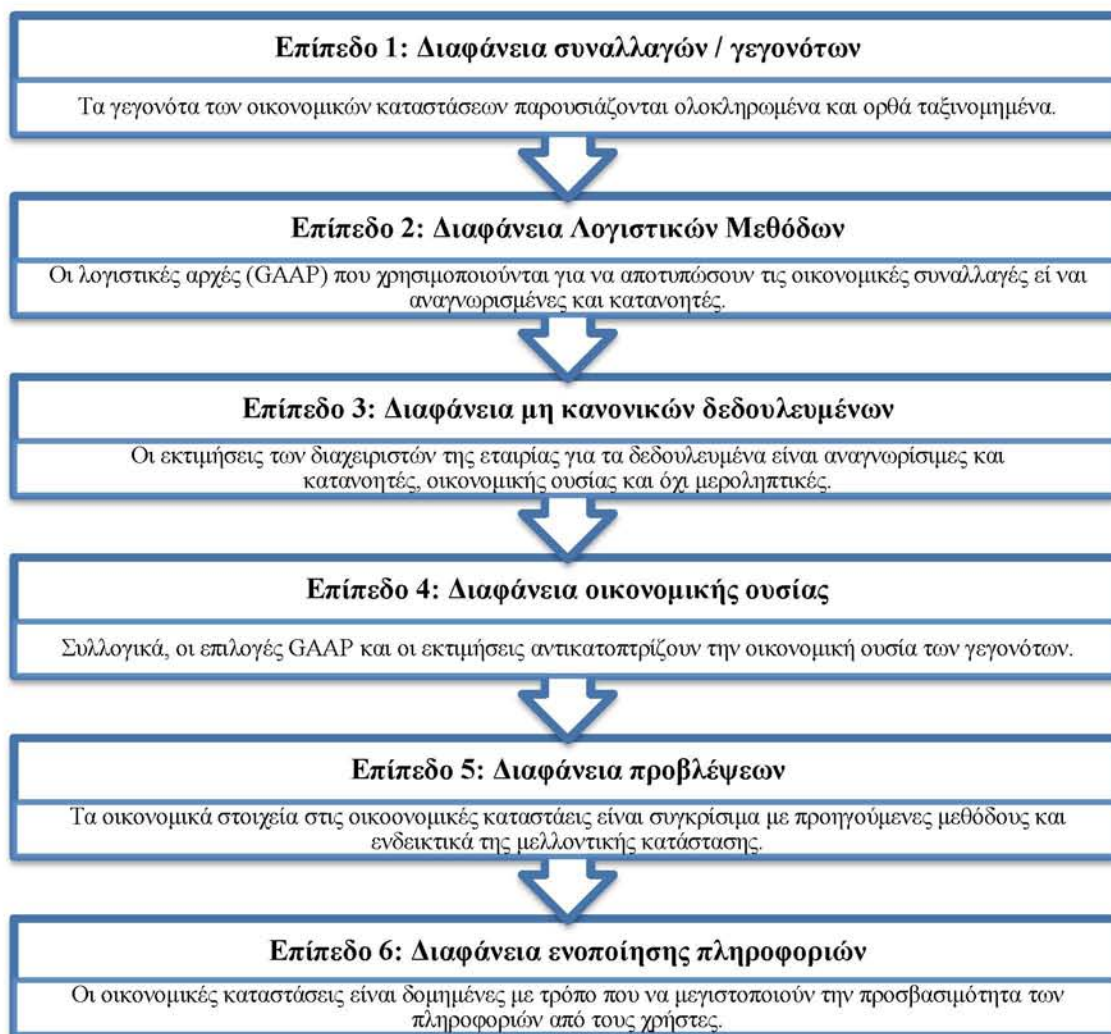 Επίπεδο 1: Διαφάνεια συναλλαγών / γεγονότων
Τα γεγονότα των οικονομικών καταστάσεων παρουσιάζονται ολοκληρωμένα και ορθά ταξινομημένα.
Επίπεδο 2: Διαφάνεια Λογιστικών Μεθόδων
Οι λογιστικές αρχές (GAAP) που χρησιμοποιούνται για να αποτυπώσουν τις οικονομικές συναλλαγές εί ναι
αναγνωρισμένες και κατανοητές.
Επίπεδο 3: Διαφάνεια μη κανονικών δεδουλευμένων
Οι εκτιμήσεις των διαχειριστών της εταιρίας για τα δεδουλευμένα είναι αναγνωρίσιμες και
κατανοητές, οικονομικής ουσίας και όχι μεροληπτικές.
Επίπεδο 4: Διαφάνεια οικονομικής ουσίας
Συλλογικά, οι επιλογές GAAP και οι εκτιμήσεις αντικατοπτρίζουν την οικονομική ουσία των γεγονότων.
Επίπεδο 5: Διαφάνεια προβλέψεων
Τα οικονομικά στοιχεία στις οικοονομικές καταστάεις είναι συγκρίσιμα με προηγούμενες μεθόδους και
ενδεικτικά της μελλοντικής κατάστασης.
Επίπεδο 6: Διαφάνεια ενοποίησης πληροφοριών
Οι οικονομικές καταστάσεις είναι δομημένες με τρόπο που να μεγιστοποιούν την προσβασιμότητα των
πληροφοριών από τους χρήστες.